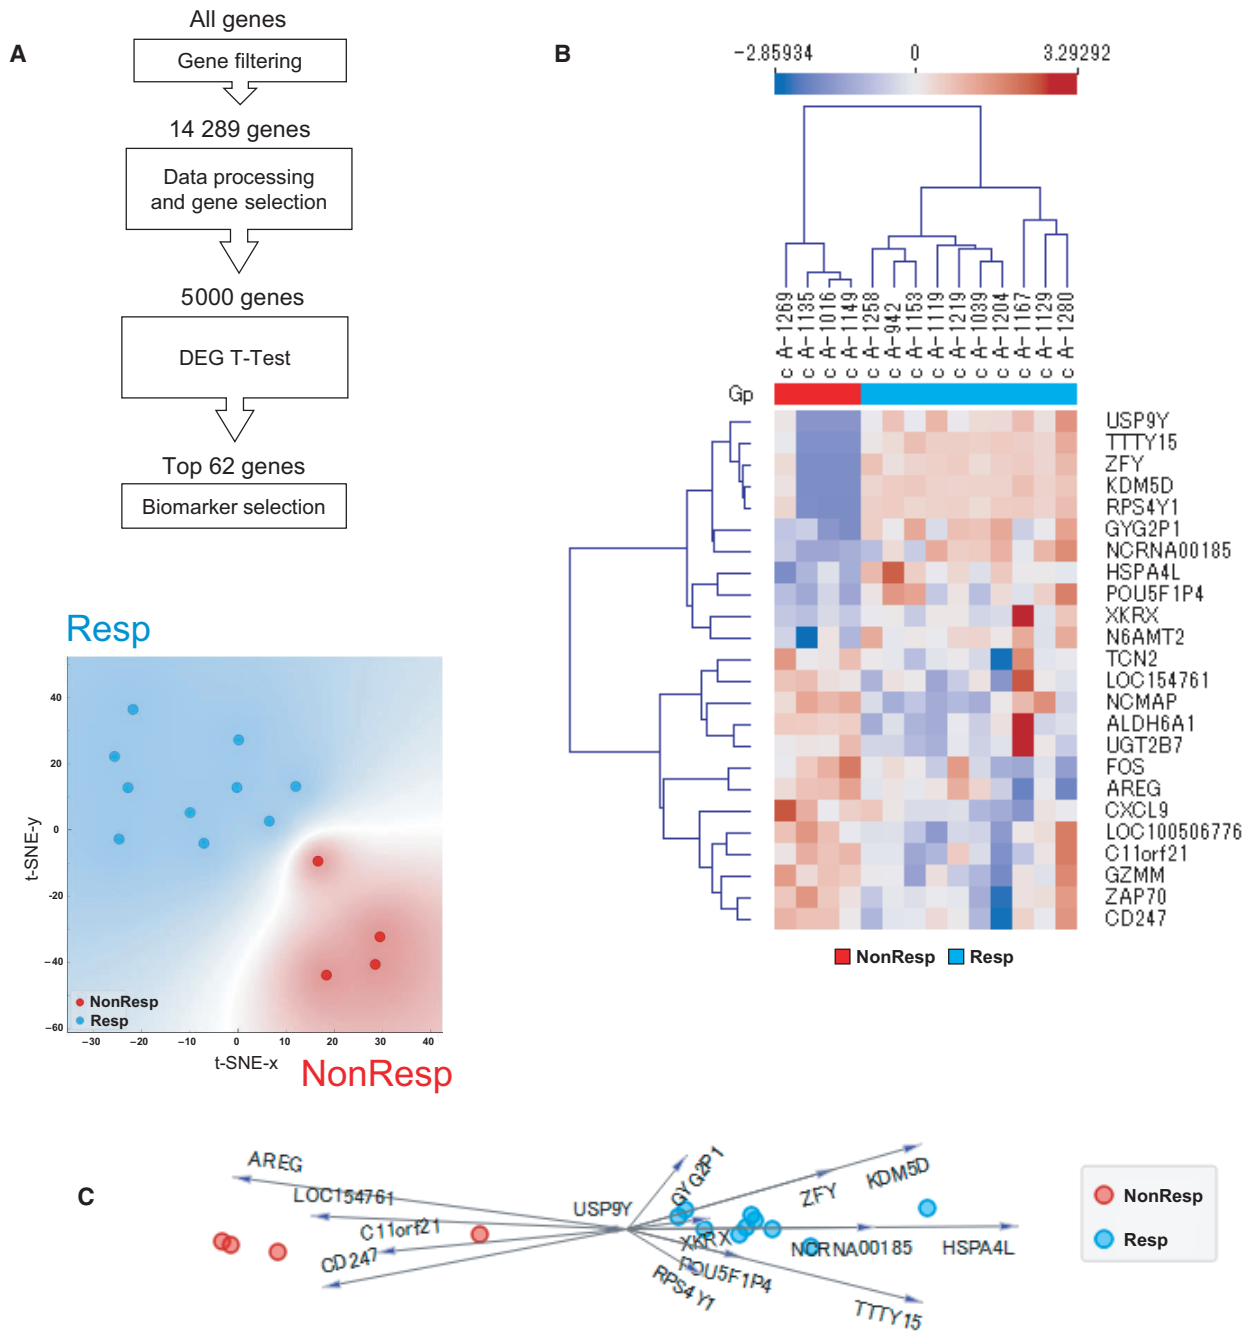 A
All genes
Gene filtering
14 289 genes
Data processing
and gene selection
5000 genes
DEG T-Test
Top 62 genes
Biomarker selection
Resp
t-SNE-y
40
20
0
−20
−40
−60
NonResp
Resp
−30 −20 −10 0 10 20 30 40
t-SNE-x
NonResp
B
−2.85934 0 3.29292
c A-1269
c A-1135
c A-1016
c A-1149
c A-1258
c A-942
c A-1153
c A-1119
c A-1219
c A-1039
c A-1204
c A-1167
c A-1129
c A-1280
Gp
USP9Y
TTTY15
ZFY
KDM5D
RPS4Y1
GYG2P1
NCRNA00185
HSPA4L
POU5F1P4
XKRX
N6AMT2
TCN2
LOC154761
NCMAP
ALDH6A1
UGT2B7
FOS
AREG
CXCL9
LOC100506776
C11orf21
GZMM
ZAP70
CD247
NonResp Resp
C
AREG
LOC154761
C11orf21
CD247
USP9Y
GYG2P1
ZFY
KDM5D
XKRX
NCRNA00185
HSPA4L
POU5F1P4
RPS4Y1
TTTY15
NonResp
Resp